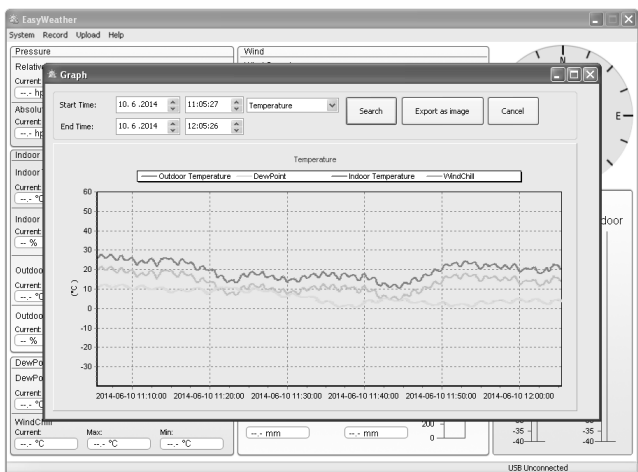 EasyWeather
System Record Upload Help
Pressure
Wind
Relative
Current:
--.- hp
Absolu
Current:
--.- hp
N
E
Graph
Start Time: 10. 6 .2014 11:05:27 Temperature Search Export as image Cancel
End Time: 10. 6 .2014 12:05:26
Temperature
Outdoor Temperature DewPoint Indoor Temperature WindChill
60
50
40
30
20
10
0
-10
-20
-30
(°C )
2014-06-10 11:10:00 2014-06-10 11:20:00 2014-06-10 11:30:00 2014-06-10 11:40:00 2014-06-10 11:50:00 2014-06-10 12:00:00
Indoor
Indoor
Current:
--.- °C
Indoor
Current:
-- %
Outdoo
Current:
--.- °C
Outdoo
Current:
-- %
DewPo
DewPo
Current:
--.- °C
WindChill
Current: Max: Min:
--.- °C --.- °C --.- °C
--.- mm --.- mm
200
0
door
-35 -35
-40 -40
USB Unconnected